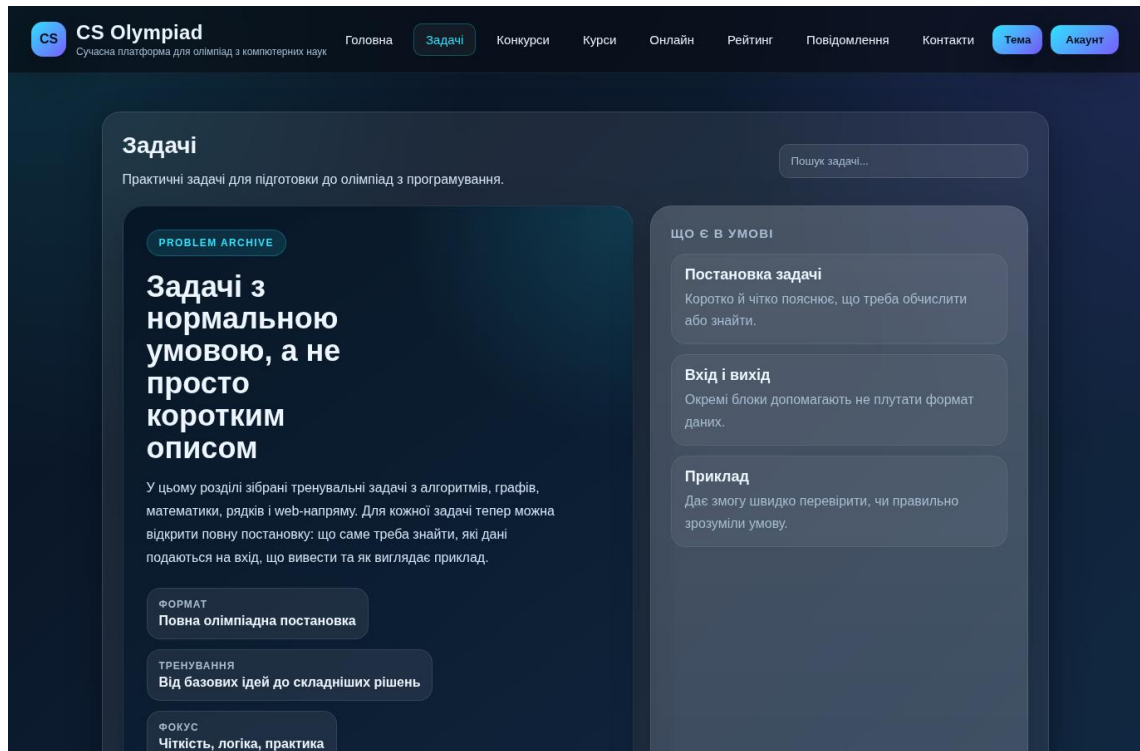 CS
CS Olympiad
Сучасна платформа для олімпіад з компютерних наук
Головна
Задачі
Конкурси
Курси
Онлайн
Рейтинг
Повідомлення
Контакти
Тема
Акаунт
Задачі
Практичні задачі для підготовки до олімпіад з програмування.
Пошук задачі...
PROBLEM ARCHIVE
Задачі з
нормальною
умовою, а не
просто
коротким
описом
У цьому розділі зібрані тренувальні задачі з алгоритмів, графів,
математики, рядків і web-напряму. Для кожної задачі тепер можна
відкрити повну постановку: що саме треба знайти, які дані
подаються на вхід, що вивести та як виглядає приклад.
ФОРМАТ
Повна олімпіадна постановка
ТРЕНУВАННЯ
Від базових ідей до складніших рішень
ФОКУС
Чіткість, логіка, практика
ЩО Є В УМОВІ
Постановка задачі
Коротко й чітко пояснює, що треба обчислити
або знайти.
Вхід і вихід
Окремі блоки допомагають не плутати формат
даних.
Приклад
Дає змогу швидко перевірити, чи правильно
зрозуміли умову.